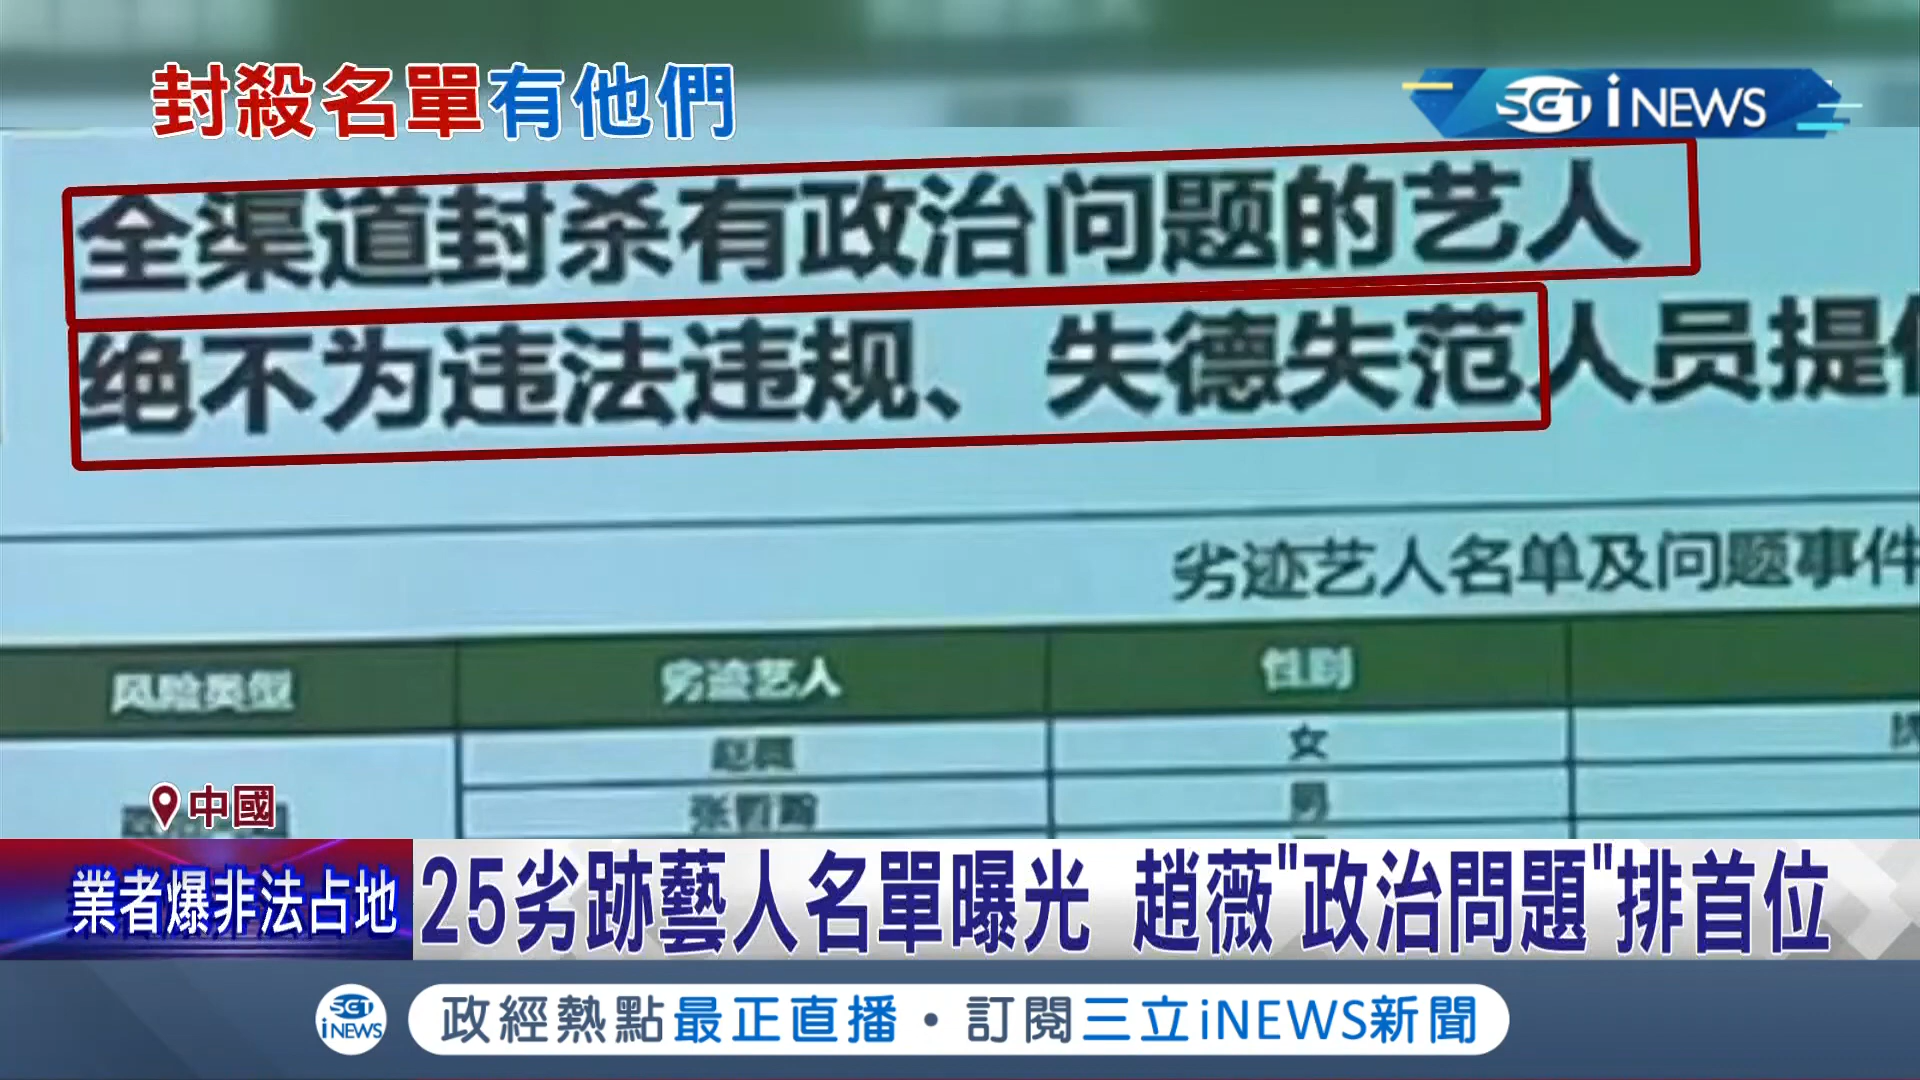 封殺名單有他們
SET iNEWS
全渠道封杀有政治问题的艺人
绝不为违法违规、失德失范人员提
劣迹艺人名单及问题事件
风险类型 劣迹艺人 性别
赵薇 女
张哲瀚 男
中國
業者爆非法占地
25劣跡藝人名單曝光 趙薇"政治問題"排首位
SET iNEWS
政經熱點最正直播・訂閱三立iNEWS新聞